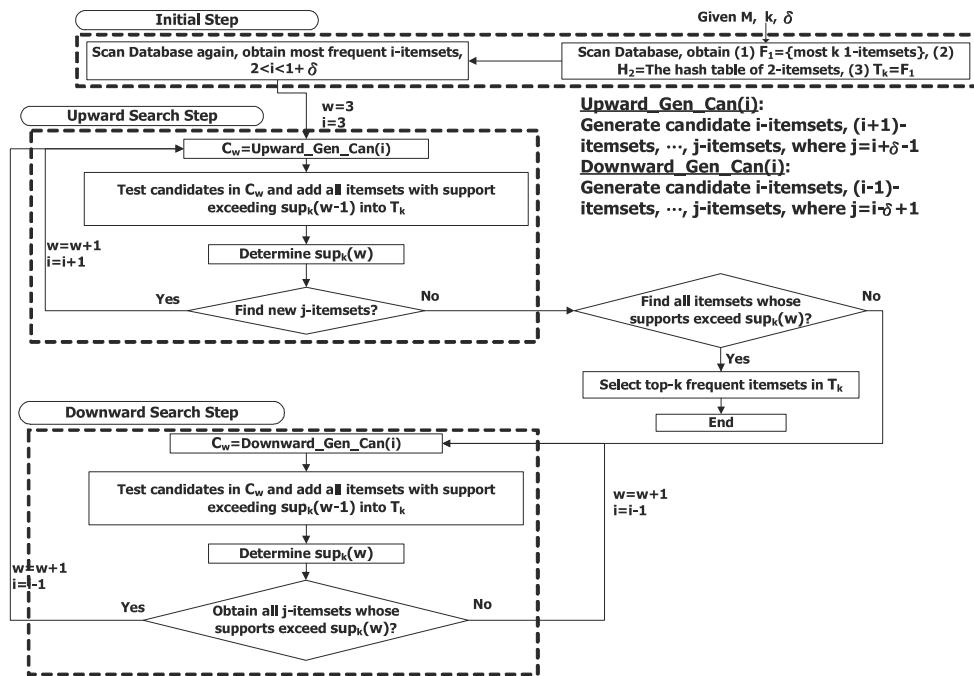 Initial Step
Given M, k, δ
Scan Database again, obtain most frequent i-itemsets,
2<i<1+ δ
Scan Database, obtain (1) F₁={most k 1-itemsets}, (2)
H₂=The hash table of 2-itemsets, (3) Tₖ=F₁
w=3
i=3
Upward_Gen_Can(i):
Generate candidate i-itemsets, (i+1)-
itemsets, ..., j-itemsets, where j=i+δ-1
Downward_Gen_Can(i):
Generate candidate i-itemsets, (i-1)-
itemsets, ..., j-itemsets, where j=i-δ+1
Upward Search Step
C_w=Upward_Gen_Can(i)
Test candidates in C_w and add all itemsets with support
exceeding supₖ(w-1) into Tₖ
w=w+1
i=i+1
Determine supₖ(w)
Yes
Find new j-itemsets?
No
Find all itemsets whose
supports exceed supₖ(w)?
No
Yes
Select top-k frequent itemsets in Tₖ
End
Downward Search Step
C_w=Downward_Gen_Can(i)
Test candidates in C_w and add all itemsets with support
exceeding supₖ(w-1) into Tₖ
w=w+1
i=i-1
Determine supₖ(w)
w=w+1
i=i-1
Yes
Obtain all j-itemsets whose
supports exceed supₖ(w)?
No